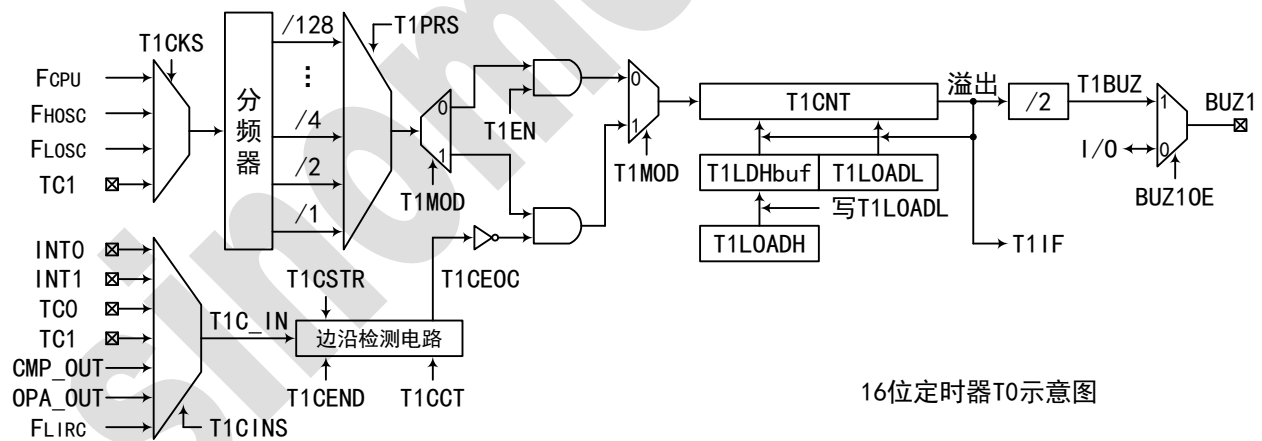 T1CKS
FCPU
FHOSC
FLOSC
TC1
分频器
/128
⋮
/4
/2
/1
T1PRS
0
1
T1MOD
T1EN
0
1
T1MOD
T1CNT
溢出
/2
T1BUZ
1
0
I/O
BUZ1
BUZ1OE
T1LDHbuf
T1LOADL
写T1LOADL
T1LOADH
T1IF
INT0
INT1
TC0
TC1
CMP_OUT
OPA_OUT
FLIRC
T1CINS
T1C_IN
T1CSTR
边沿检测电路
T1CEND
T1CCT
T1CEOC
16位定时器T0示意图
sinom